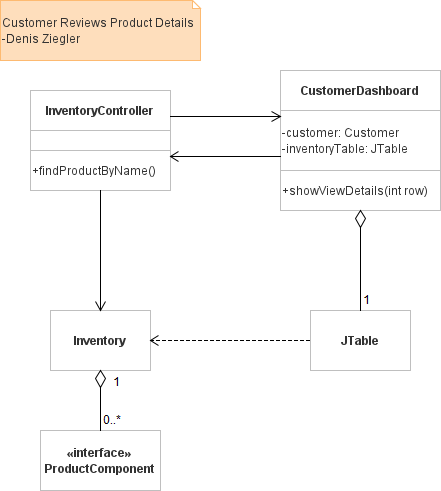 Customer Reviews Product Details
-Denis Ziegler
InventoryController
+findProductByName()
CustomerDashboard
-customer: Customer
-inventoryTable: JTable
+showViewDetails(int row)
1
Inventory
JTable
1
0..*
«interface»
ProductComponent